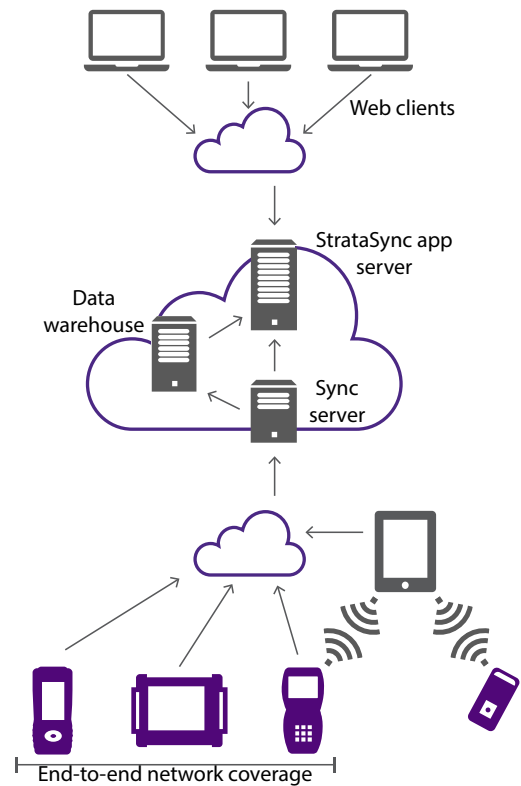 Web clients
StrataSync app
server
Data
warehouse
Sync
server
End-to-end network coverage